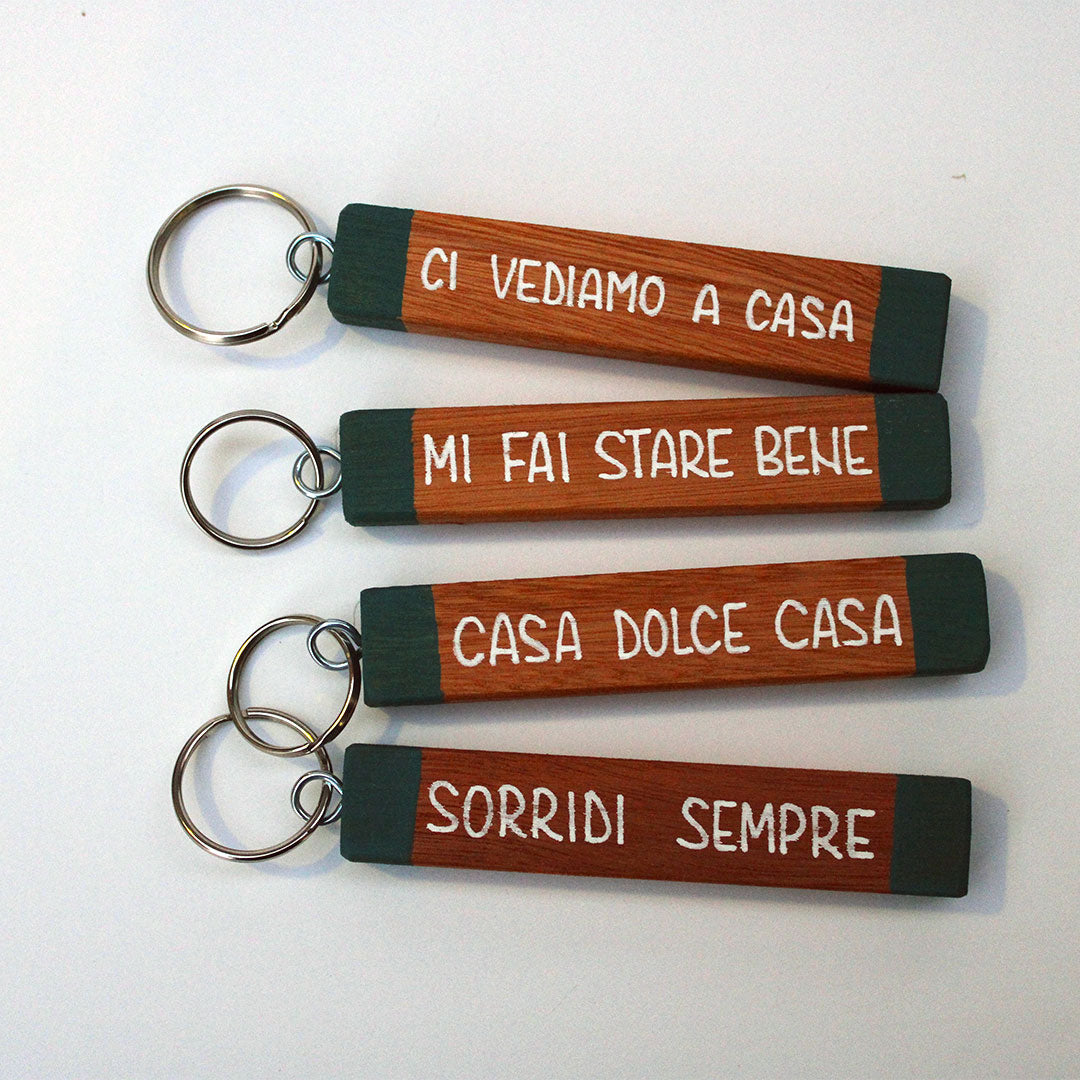 CI VEDIAMO A CASA
MI FAI STARE BENE
CASA DOLCE CASA
SORRIDI SEMPRE